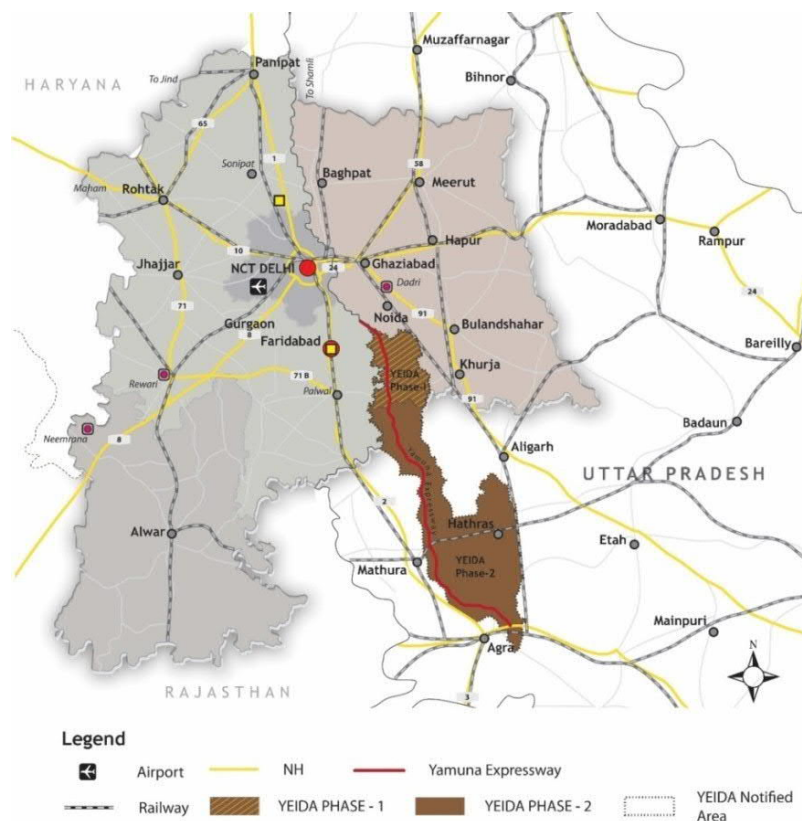 Muzaffarnagar
Panipat
HARYANA
To Jind
To Shamli
Bihnor
65
Sonipat
1
58
Baghpat
Meerut
Maham
Rohtak
Moradabad
Rampur
10
Hapur
NCT DELHI
24
Ghaziabad
Jhajjar
Dadri
24
71
Noida
91
Gurgaon
8
Bulandshahar
Faridabad
Bareilly
Rewari
71 B
YEIDA
Phase-1
Khurja
Palwal
91
Neemrana
8
Badaun
Aligarh
Yamuna Expressway
UTTAR PRADESH
2
Alwar
Hathras
Etah
Mathura
YEIDA
Phase-2
Mainpuri
Agra
N
RAJASTHAN
3
Legend
Airport
NH
Yamuna Expressway
Railway
YEIDA PHASE - 1
YEIDA PHASE - 2
YEIDA Notified
Area